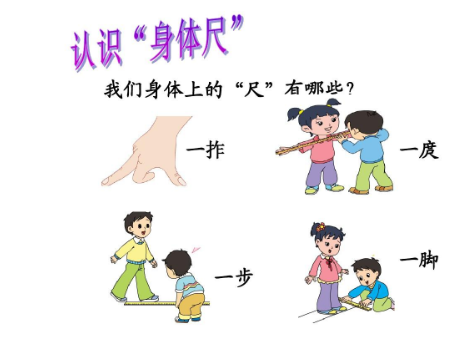 认识“身体尺”
我们身体上的“尺”有哪些？
一拃
一度
一步
一脚